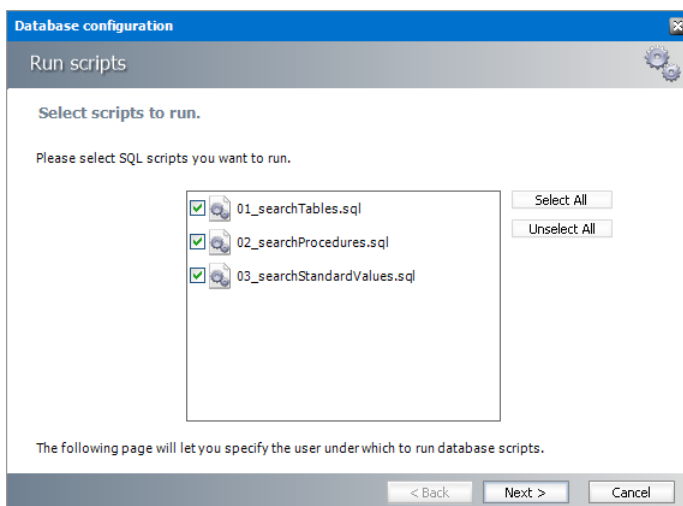 Database configuration
Run scripts
Select scripts to run.
Please select SQL scripts you want to run.
01_searchTables.sql
02_searchProcedures.sql
03_searchStandardValues.sql
Select All
Unselect All
The following page will let you specify the user under which to run database scripts.
< Back
Next >
Cancel